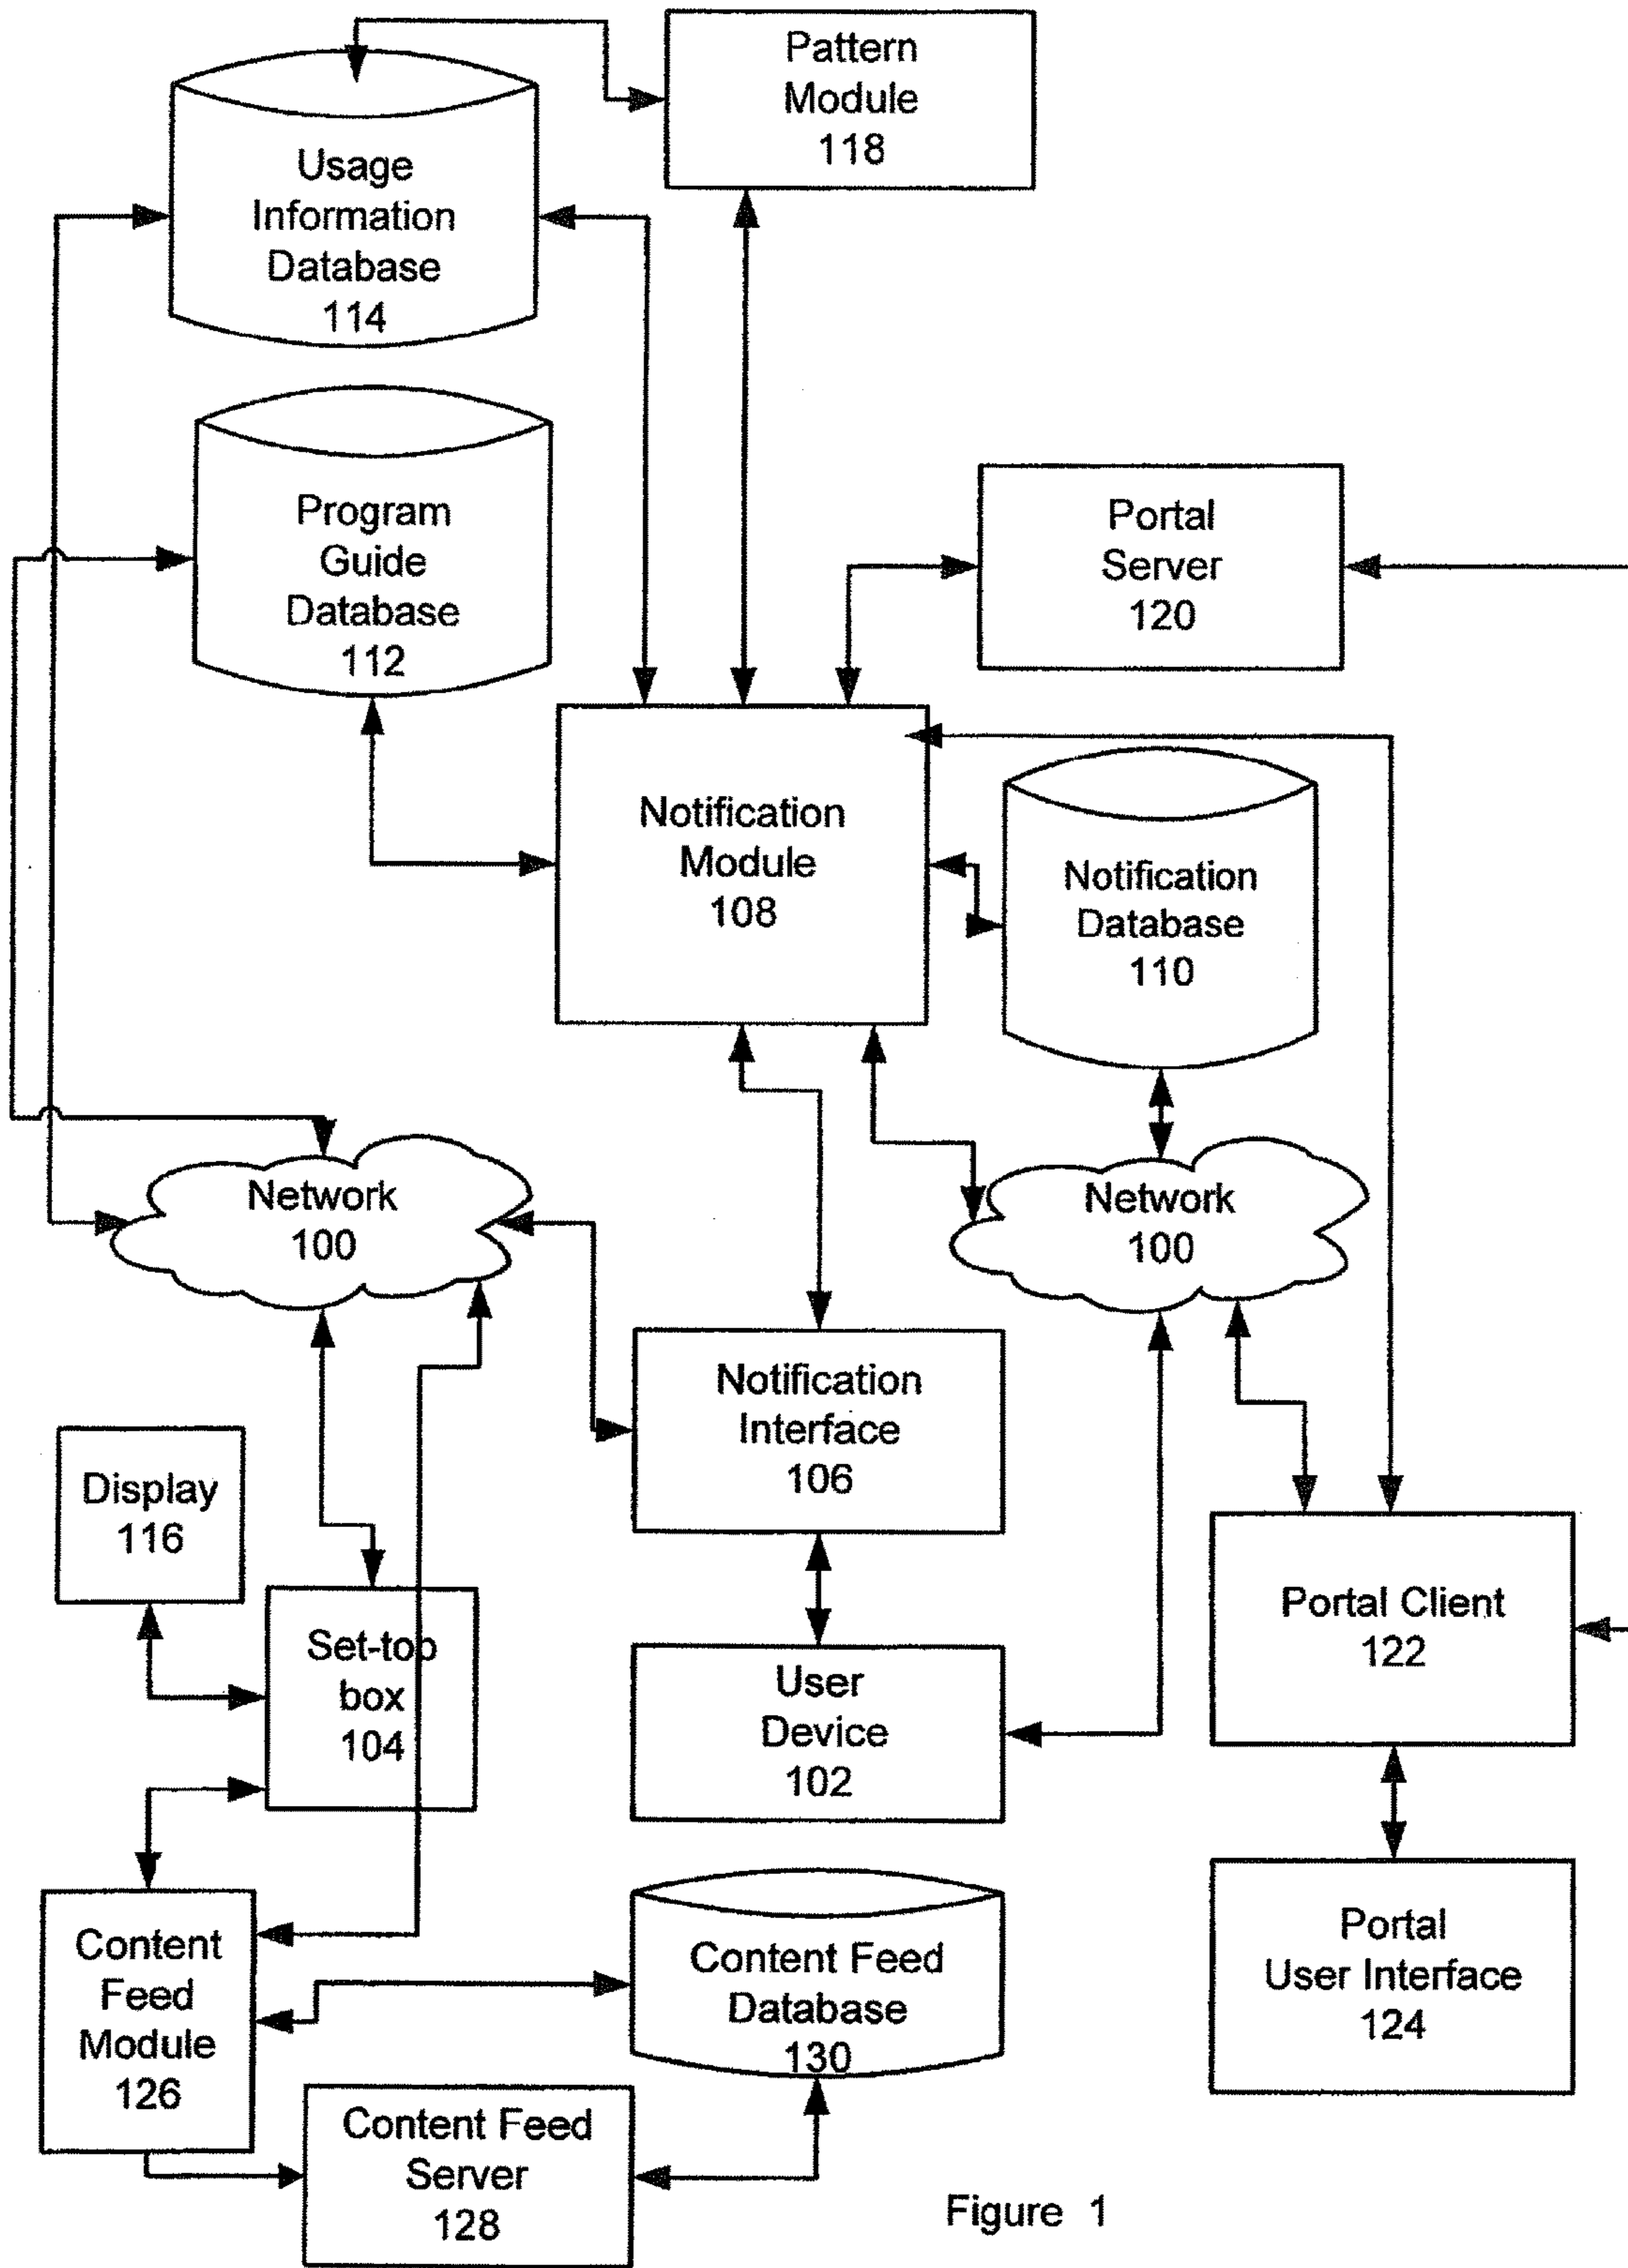 Pattern
Module
118
Usage
Information
Database
114
Program
Guide
Database
112
Portal
Server
120
Notification
Module
108
Notification
Database
110
Network
100
Network
100
Notification
Interface
106
Display
116
Set-top
box
104
User
Device
102
Portal Client
122
Content
Feed
Module
126
Content Feed
Database
130
Portal
User Interface
124
Content Feed
Server
128
Figure 1